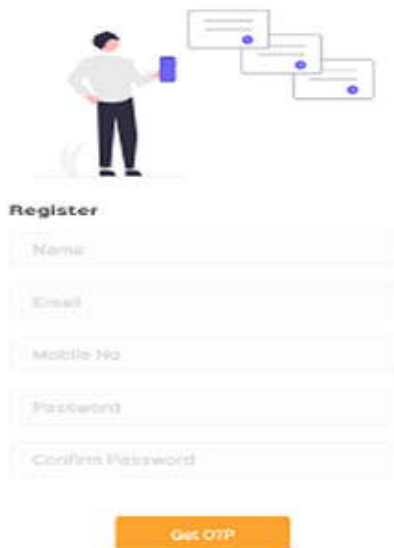 Register
Name
Email
Mobile No
Password
Confirm Password
Get OTP